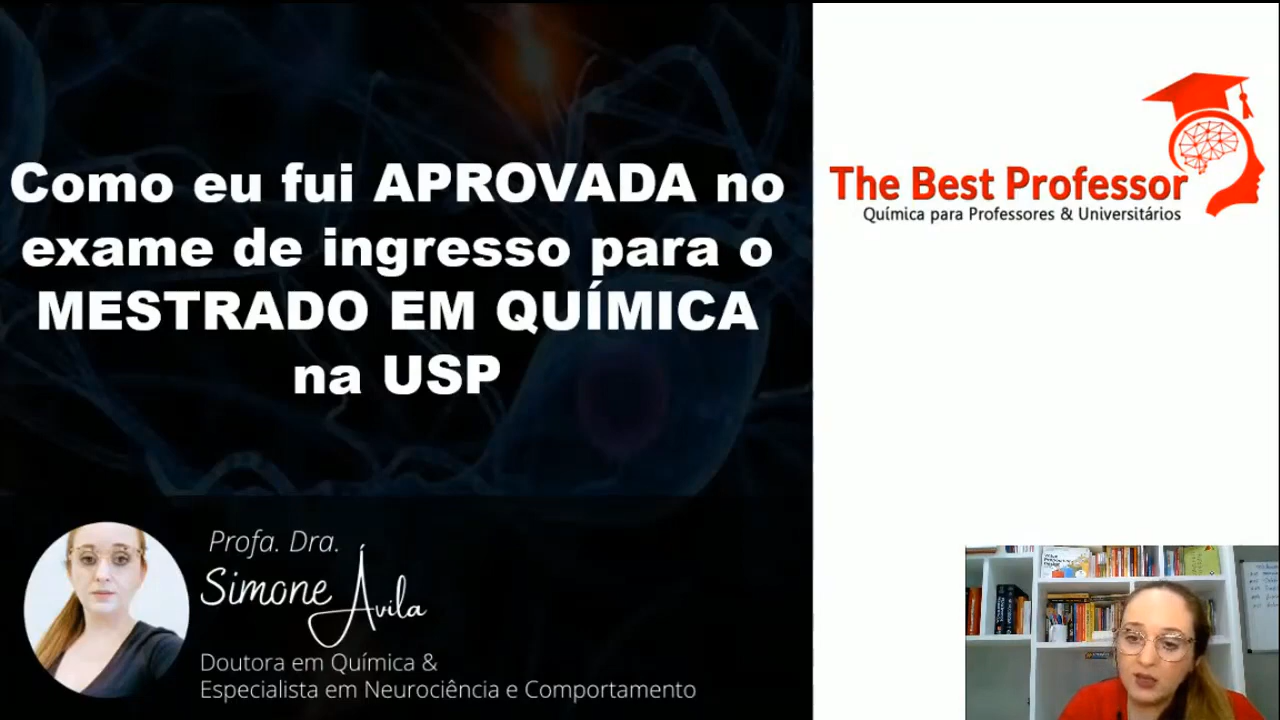 Como eu fui APROVADA no
exame de ingresso para o
MESTRADO EM QUÍMICA
na USP
The Best Professor
Química para Professores & Universitários
Profa. Dra.
Simone Ávila
Doutora em Química &
Especialista em Neurociência e Comportamento